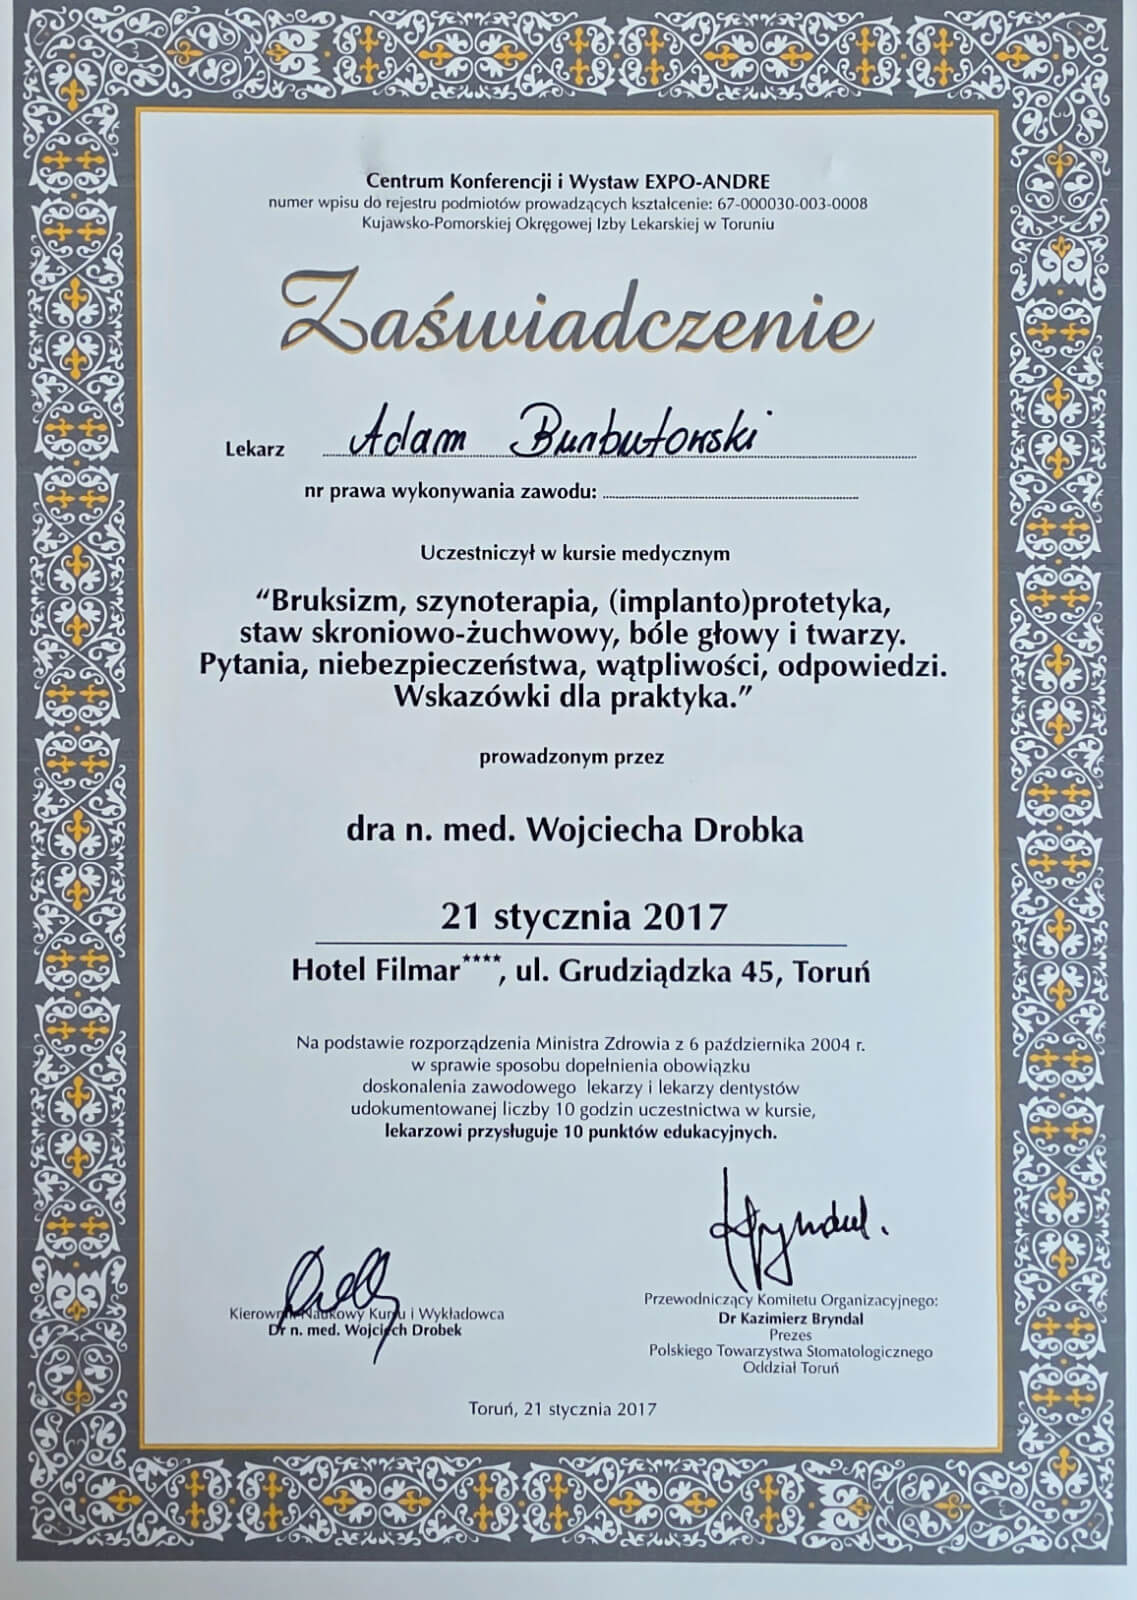 Centrum Konferencji i Wystaw EXPO-ANDRE
numer wpisu do rejestru podmiotów prowadzących kształcenie: 67-000030-003-0008
Kujawsko-Pomorskiej Okręgowej Izby Lekarskiej w Toruniu
Zaświadczenie
Lekarz Adam Burbutowski
nr prawa wykonywania zawodu:
Uczestniczył w kursie medycznym
“Bruksizm, szynoterapia, (implanto)protetyka,
staw skroniowo-żuchwowy, bóle głowy i twarzy.
Pytania, niebezpieczeństwa, wątpliwości, odpowiedzi.
Wskazówki dla praktyka.”
prowadzonym przez
dra n. med. Wojciecha Drobka
21 stycznia 2017
Hotel Filmar****, ul. Grudziądzka 45, Toruń
Na podstawie rozporządzenia Ministra Zdrowia z 6 października 2004 r.
w sprawie sposobu dopełnienia obowiązku
doskonalenia zawodowego lekarzy i lekarzy dentystów
udokumentowanej liczby 10 godzin uczestnictwa w kursie,
lekarzowi przysługuje 10 punktów edukacyjnych.
Kierownik Naukowy Kursu i Wykładowca
Dr n. med. Wojciech Drobek
Przewodniczący Komitetu Organizacyjnego:
Dr Kazimierz Bryndal
Prezes
Polskiego Towarzystwa Stomatologicznego
Oddział Toruń
Toruń, 21 stycznia 2017